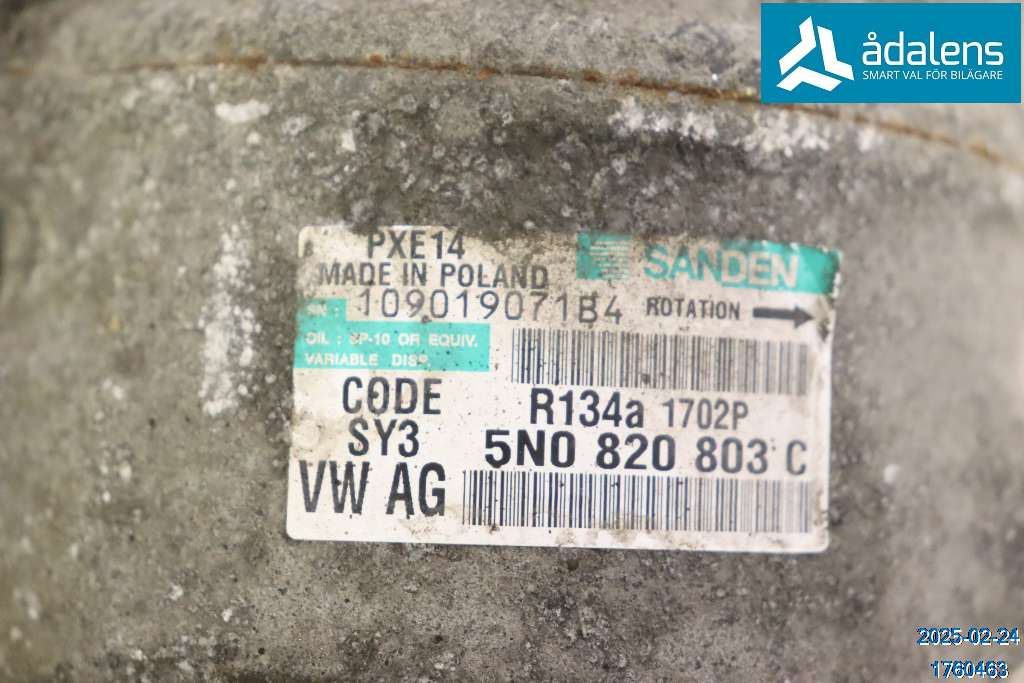 ådalens
SMART VAL FÖR BILÄGARE
PXE14
SANDEN
MADE IN POLAND
SN: 109019071B4 ROTATION
OIL : SP-10 OR EQUIV.
VARIABLE DISP.
CODE
R134a 1702P
SY3
5N0 820 803 C
VW AG
2025-02-24
1760463